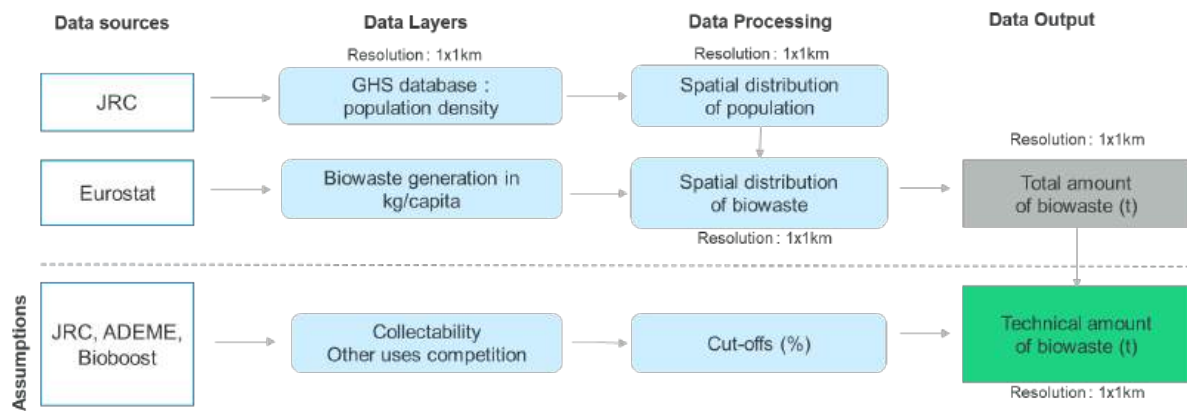 Data sources
Data Layers
Data Processing
Data Output
Resolution : 1x1km
Resolution : 1x1km
JRC
GHS database :
population density
Spatial distribution
of population
Resolution : 1x1km
Eurostat
Biowaste generation in
kg/capita
Spatial distribution
of biowaste
Total amount
of biowaste (t)
Resolution : 1x1km
Assumptions
JRC, ADEME,
Bioboost
Collectability
Other uses competition
Cut-offs (%)
Technical amount
of biowaste (t)
Resolution : 1x1km